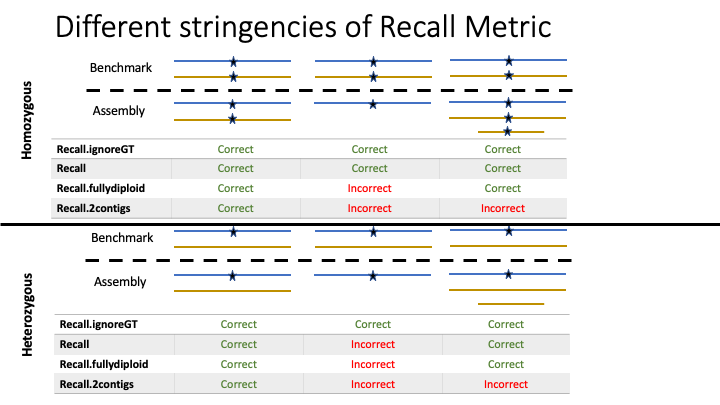 Different stringencies of Recall Metric
Homozygous
Benchmark
Assembly
Recall.ignoreGT Correct Correct Correct
Recall Correct Correct Correct
Recall.fullydiploid Correct Incorrect Correct
Recall.2contigs Correct Incorrect Incorrect
Heterozygous
Benchmark
Assembly
Recall.ignoreGT Correct Correct Correct
Recall Correct Incorrect Correct
Recall.fullydiploid Correct Incorrect Correct
Recall.2contigs Correct Incorrect Incorrect